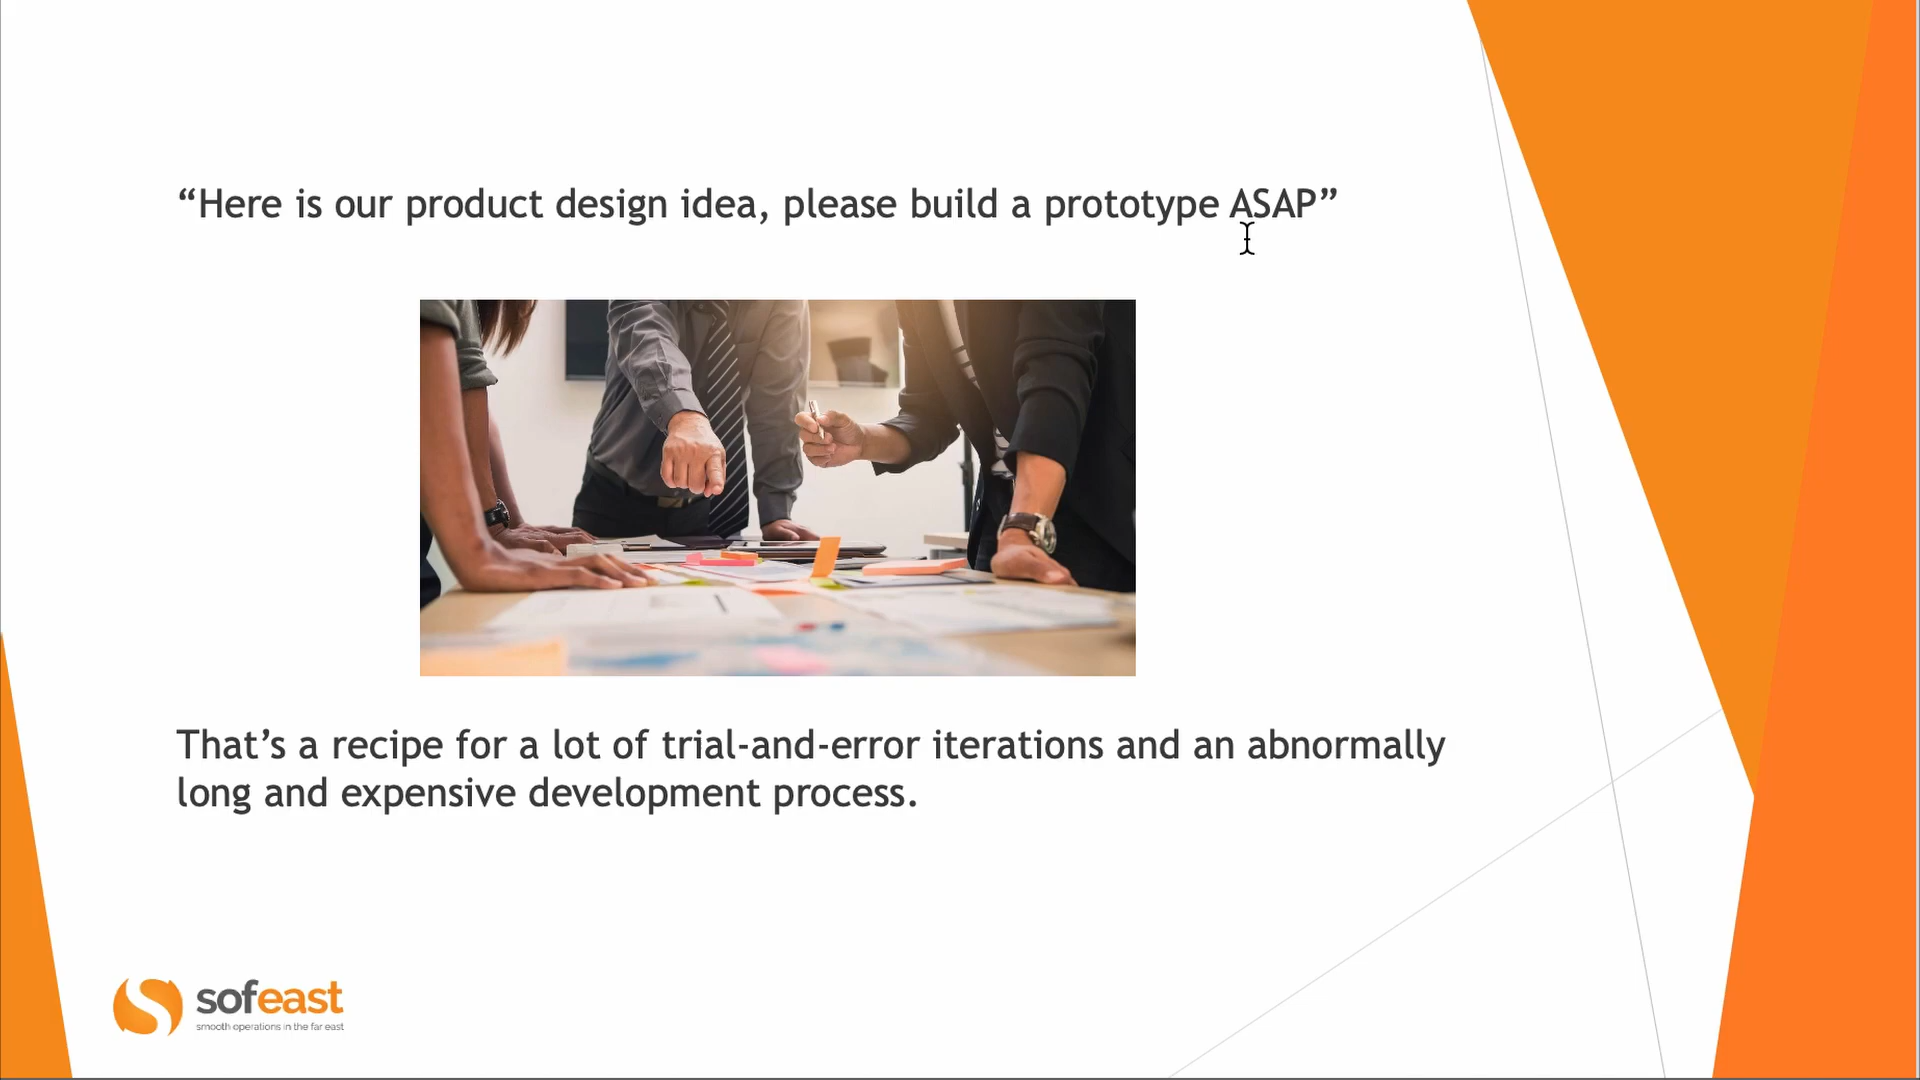 “Here is our product design idea, please build a prototype ASAP”
That’s a recipe for a lot of trial-and-error iterations and an abnormally
long and expensive development process.
sofeast
smooth operations in the far east